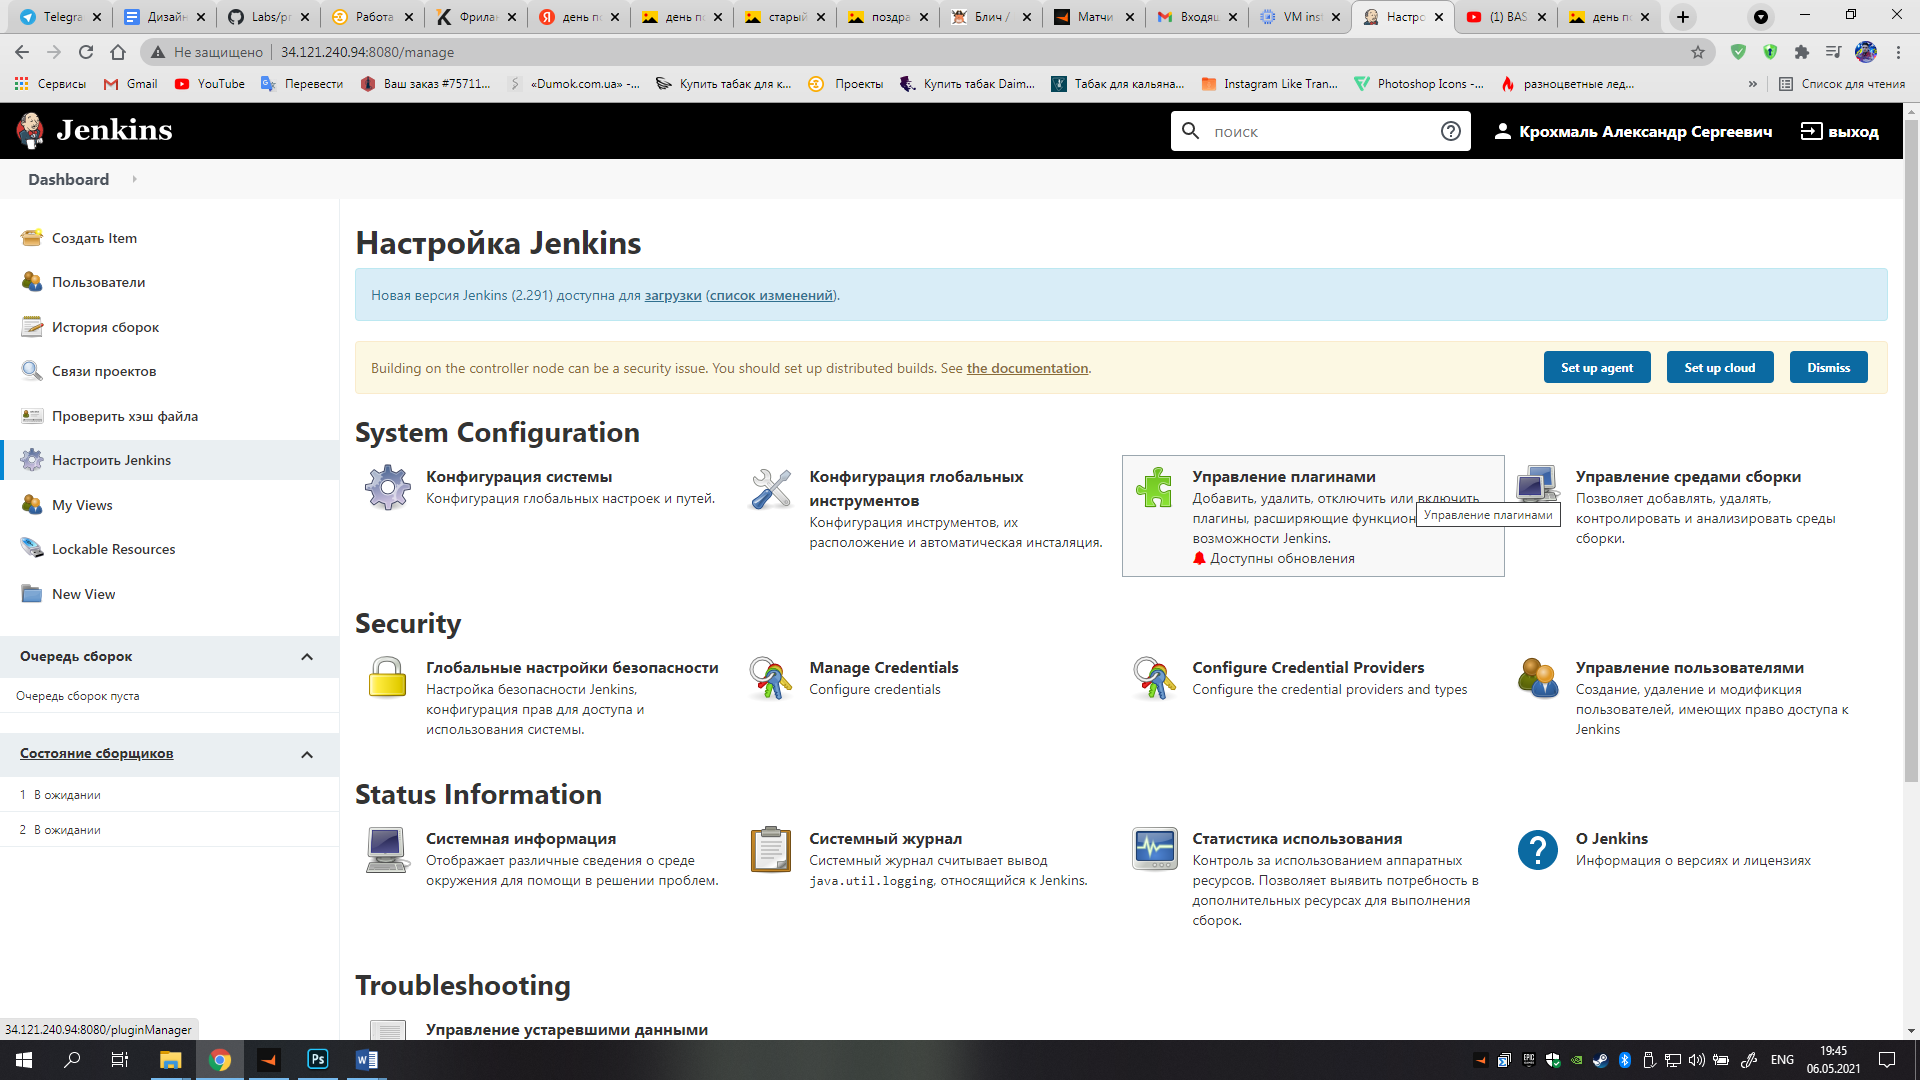 Telegra
Дизайн
Labs/pr
Работа
Фрилан
день по
день по
старый
поздра
Блич /
Матчи
Входящ
VM inst
Настро
(1) BAS
день по
Не защищено
34.121.240.94:8080/manage
Сервисы
Gmail
YouTube
Перевести
Ваш заказ #75711...
«Dumok.com.ua» -...
Купить табак для к...
Проекты
Купить табак Daim...
Табак для кальяна...
Instagram Like Tran...
Photoshop Icons -...
разноцветные лед...
»
Список для чтения
Jenkins
поиск
Крохмаль Александр Сергеевич
выход
Dashboard
Создать Item
Пользователи
История сборок
Связи проектов
Проверить хэш файла
Настроить Jenkins
My Views
Lockable Resources
New View
Очередь сборок
Очередь сборок пуста
Состояние сборщиков
1 В ожидании
2 В ожидании
Настройка Jenkins
Новая версия Jenkins (2.291) доступна для загрузки (список изменений).
Building on the controller node can be a security issue. You should set up distributed builds. See the documentation.
Set up agent
Set up cloud
Dismiss
System Configuration
Конфигурация системы
Конфигурация глобальных настроек и путей.
Конфигурация глобальных
инструментов
Конфигурация инструментов, их
расположение и автоматическая инсталяция.
Управление плагинами
Добавить, удалить, отключить или включить
плагины, расширяющие функцион
возможности Jenkins.
Доступны обновления
Управление плагинами
Управление средами сборки
Позволяет добавлять, удалять,
контролировать и анализировать среды
сборки.
Security
Глобальные настройки безопасности
Настройка безопасности Jenkins,
конфигурация прав для доступа и
использования системы.
Manage Credentials
Configure credentials
Configure Credential Providers
Configure the credential providers and types
Управление пользователями
Создание, удаление и модификция
пользователей, имеющих право доступа к
Jenkins
Status Information
Системная информация
Отображает различные сведения о среде
окружения для помощи в решении проблем.
Системный журнал
Системный журнал считывает вывод
java.util.logging, относящийся к Jenkins.
Статистика использования
Контроль за использованием аппаратных
ресурсов. Позволяет выявить потребность в
дополнительных ресурсах для выполнения
сборок.
О Jenkins
Информация о версиях и лицензиях
Troubleshooting
Управление устаревшими данными
34.121.240.94:8080/pluginManager
Ps
ENG
19:45
06.05.2021